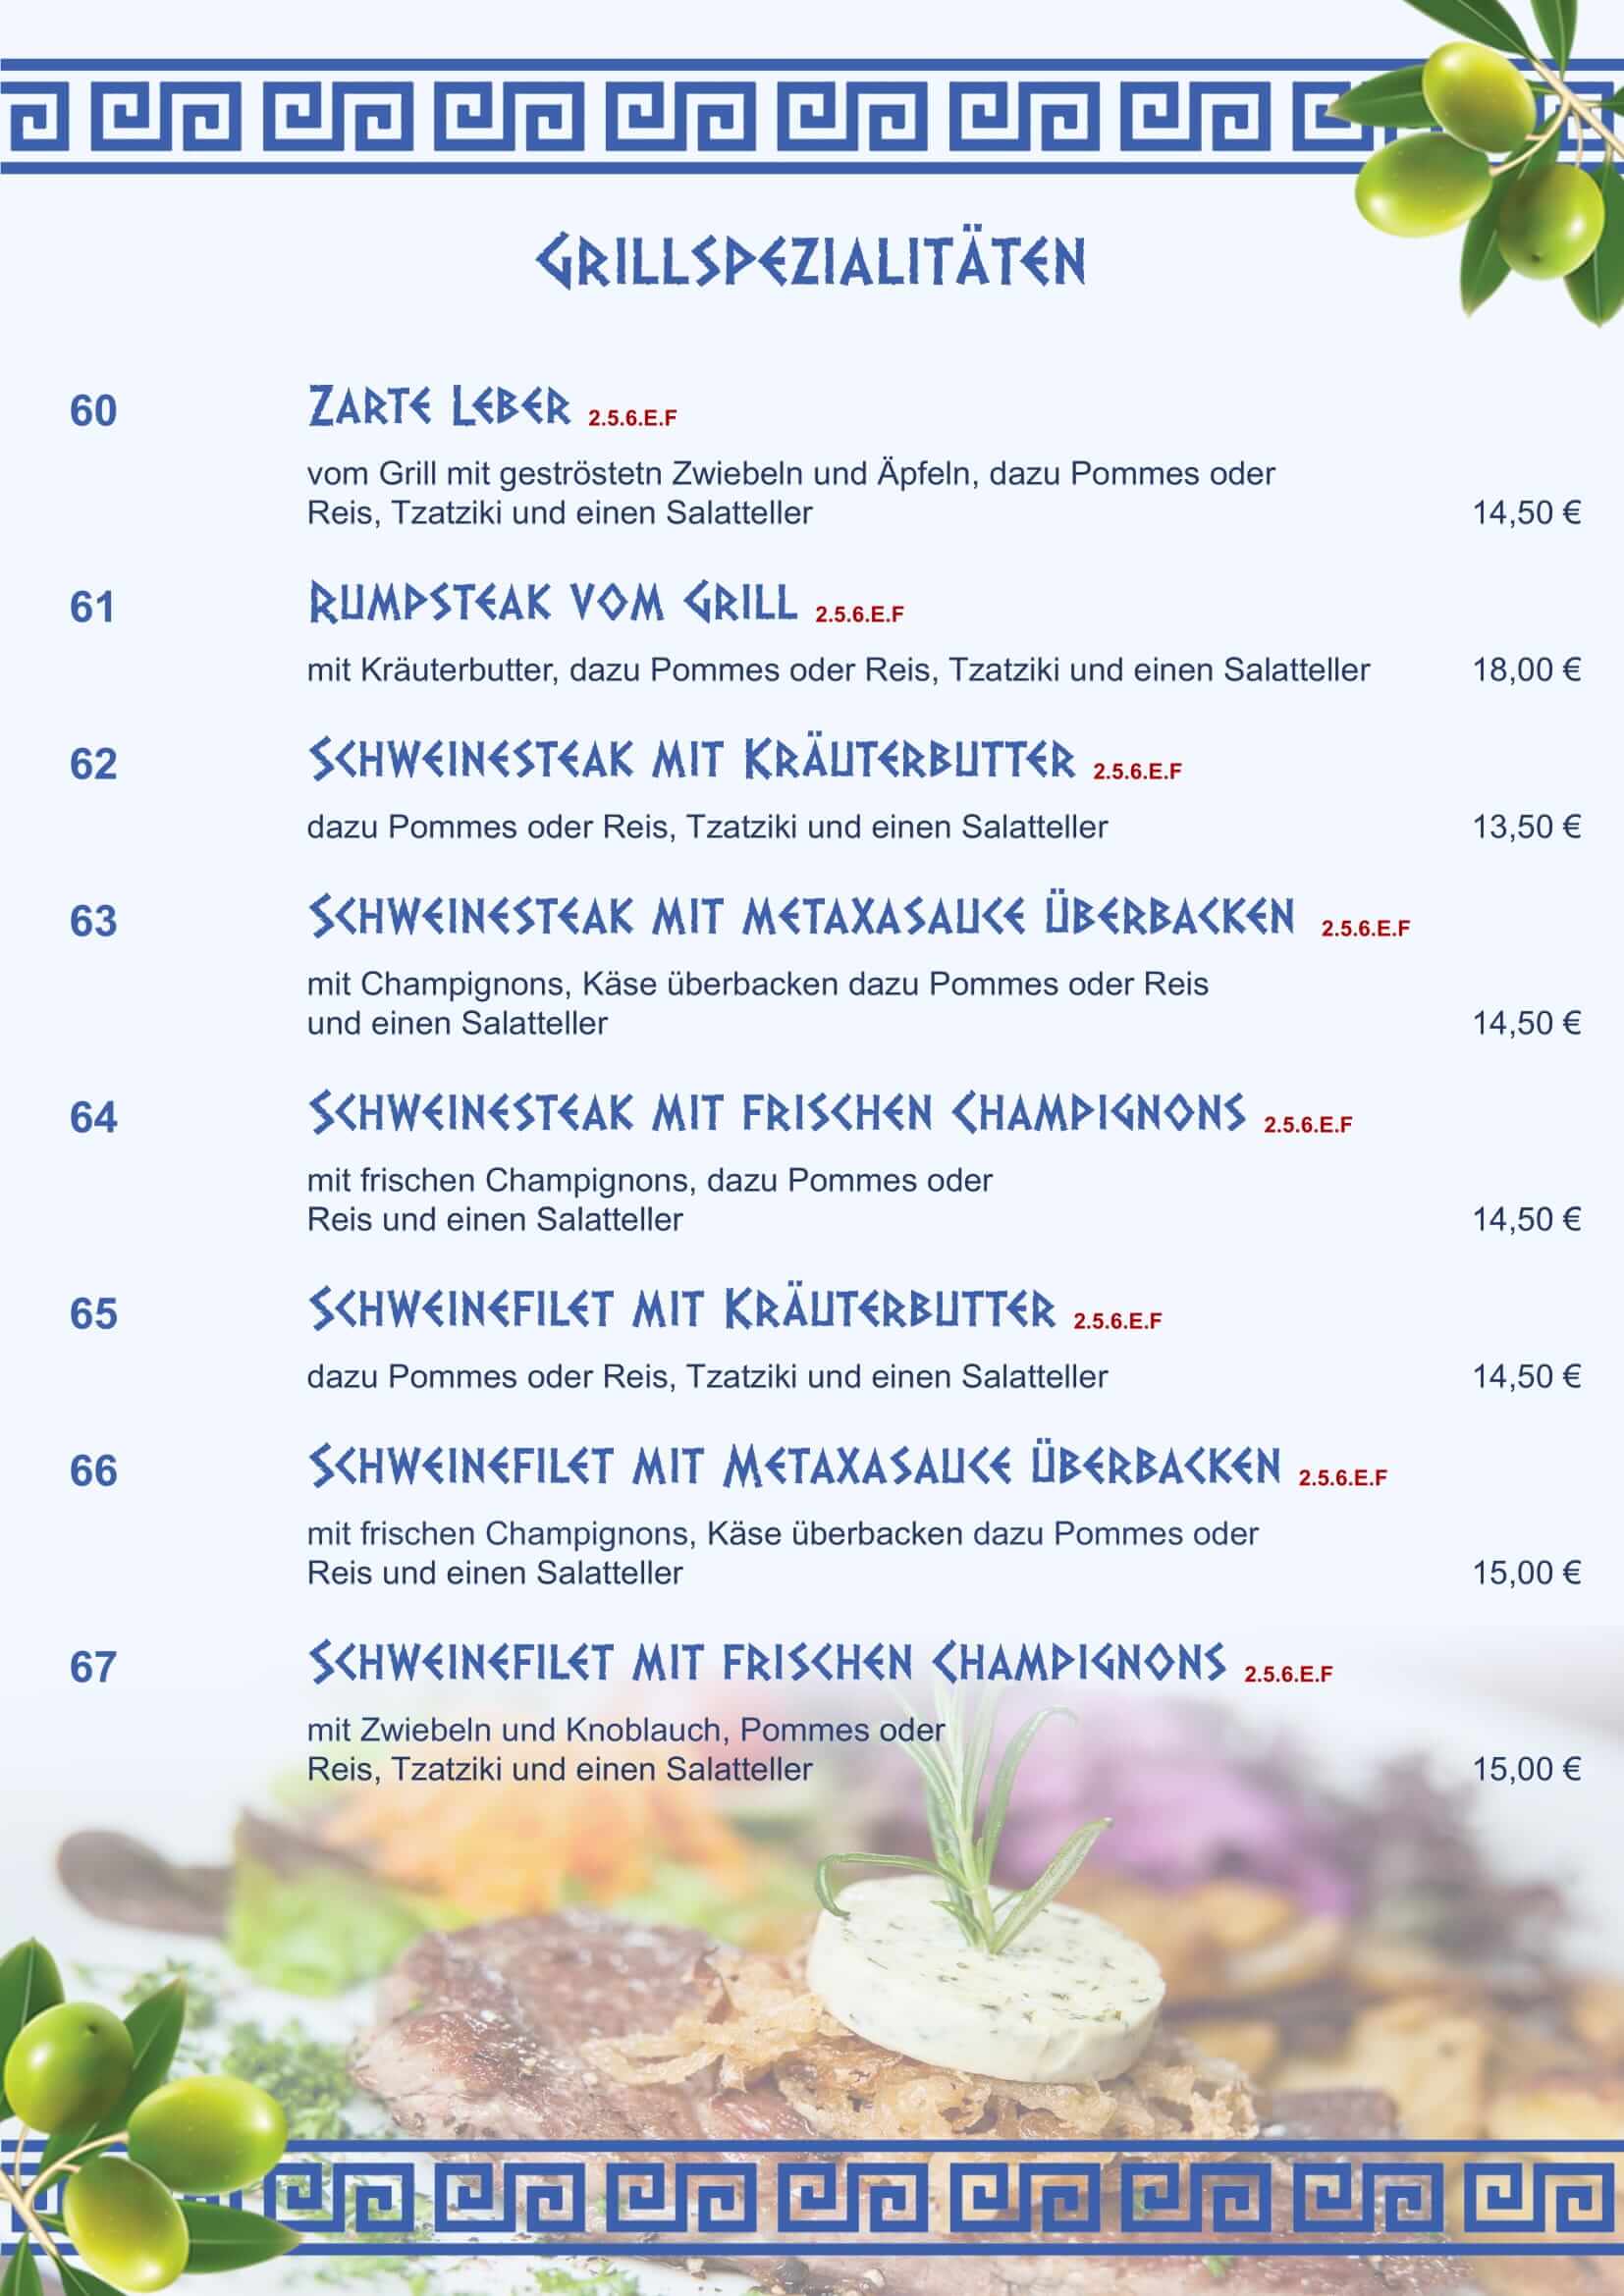 Grillspezialitäten
60 Zarte Leber 2.5.6.E.F
vom Grill mit geströstetn Zwiebeln und Äpfeln, dazu Pommes oder
Reis, Tzatziki und einen Salatteller 14,50 €
61 Rumpsteak vom Grill 2.5.6.E.F
mit Kräuterbutter, dazu Pommes oder Reis, Tzatziki und einen Salatteller 18,00 €
62 Schweinesteak mit Kräuterbutter 2.5.6.E.F
dazu Pommes oder Reis, Tzatziki und einen Salatteller 13,50 €
63 Schweinesteak mit metaxasauce überbacken 2.5.6.E.F
mit Champignons, Käse überbacken dazu Pommes oder Reis
und einen Salatteller 14,50 €
64 Schweinesteak mit frischen Champignons 2.5.6.E.F
mit frischen Champignons, dazu Pommes oder
Reis und einen Salatteller 14,50 €
65 Schweinefilet mit Kräuterbutter 2.5.6.E.F
dazu Pommes oder Reis, Tzatziki und einen Salatteller 14,50 €
66 Schweinefilet mit Metaxasauce überbacken 2.5.6.E.F
mit frischen Champignons, Käse überbacken dazu Pommes oder
Reis und einen Salatteller 15,00 €
67 Schweinefilet mit frischen Champignons 2.5.6.E.F
mit Zwiebeln und Knoblauch, Pommes oder
Reis, Tzatziki und einen Salatteller 15,00 €